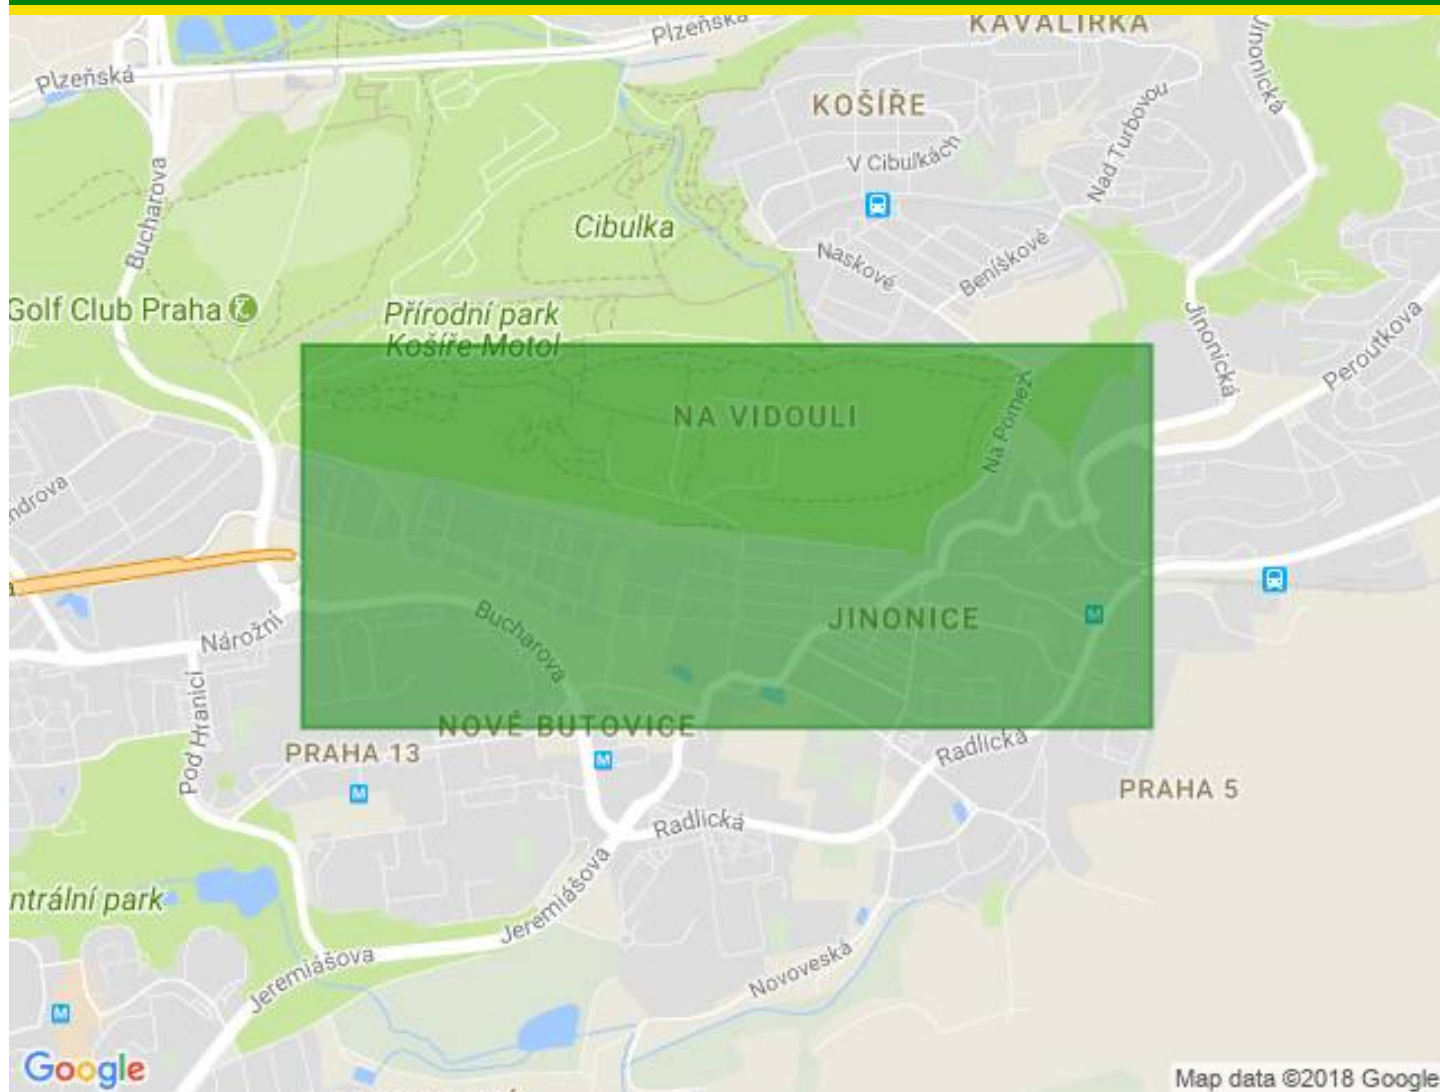 KAVALÍRKA
Plzeňská
Plzeňská
Jinonická
KOŠÍŘE
V Cibulkách
Nad Turbovou
Bucharova
Cibulka
Naskové
Beníškové
Golf Club Praha
Přírodní park
Košíře-Motol
Jinonická
Peroutkova
NA VIDOULI
Na Pomezí
ndrova
Nárožní
Bucharova
JINONICE
M
Pod Hranicí
NOVÉ BUTOVICE
PRAHA 13
M
Radlická
M
PRAHA 5
Radlická
ntrální park
Jeremiášova
Jeremiášova
Novoveská
M
Google
Map data ©2018 Google